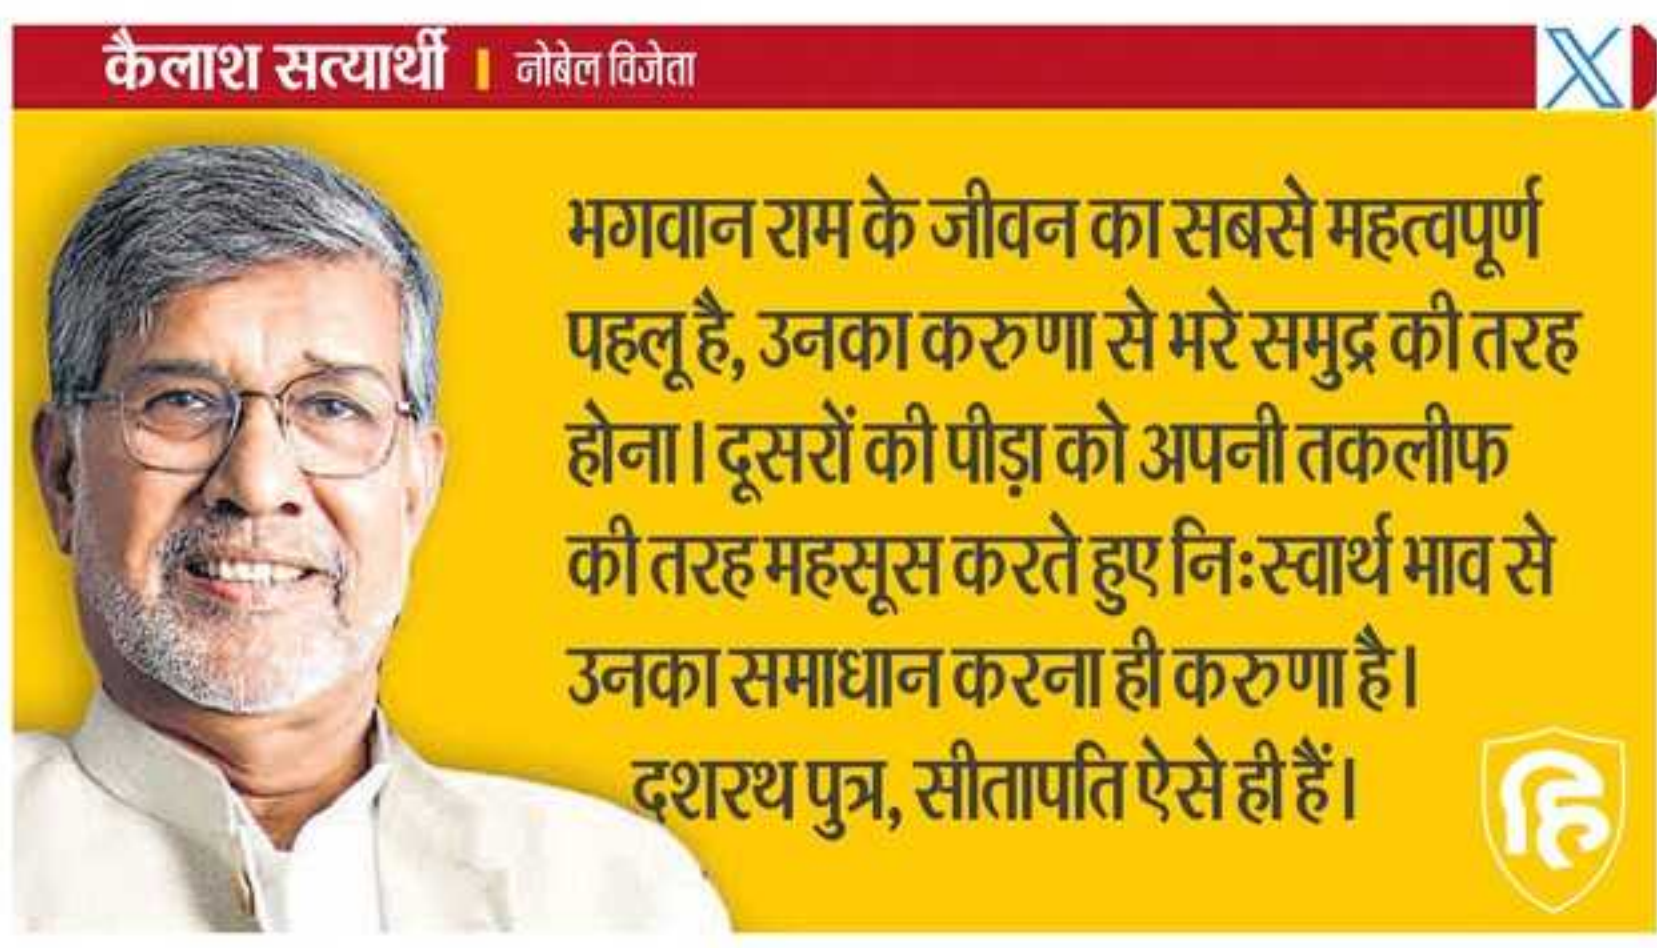 कैलाश सत्यार्थी | नोबेल विजेता
X
भगवान राम के जीवन का सबसे महत्वपूर्ण
पहलू है, उनका करुणा से भरे समुद्र की तरह
होना। दूसरों की पीड़ा को अपनी तकलीफ
की तरह महसूस करते हुए निःस्वार्थ भाव से
उनका समाधान करना ही करुणा है।
दशरथ पुत्र, सीतापति ऐसे ही हैं।
हि